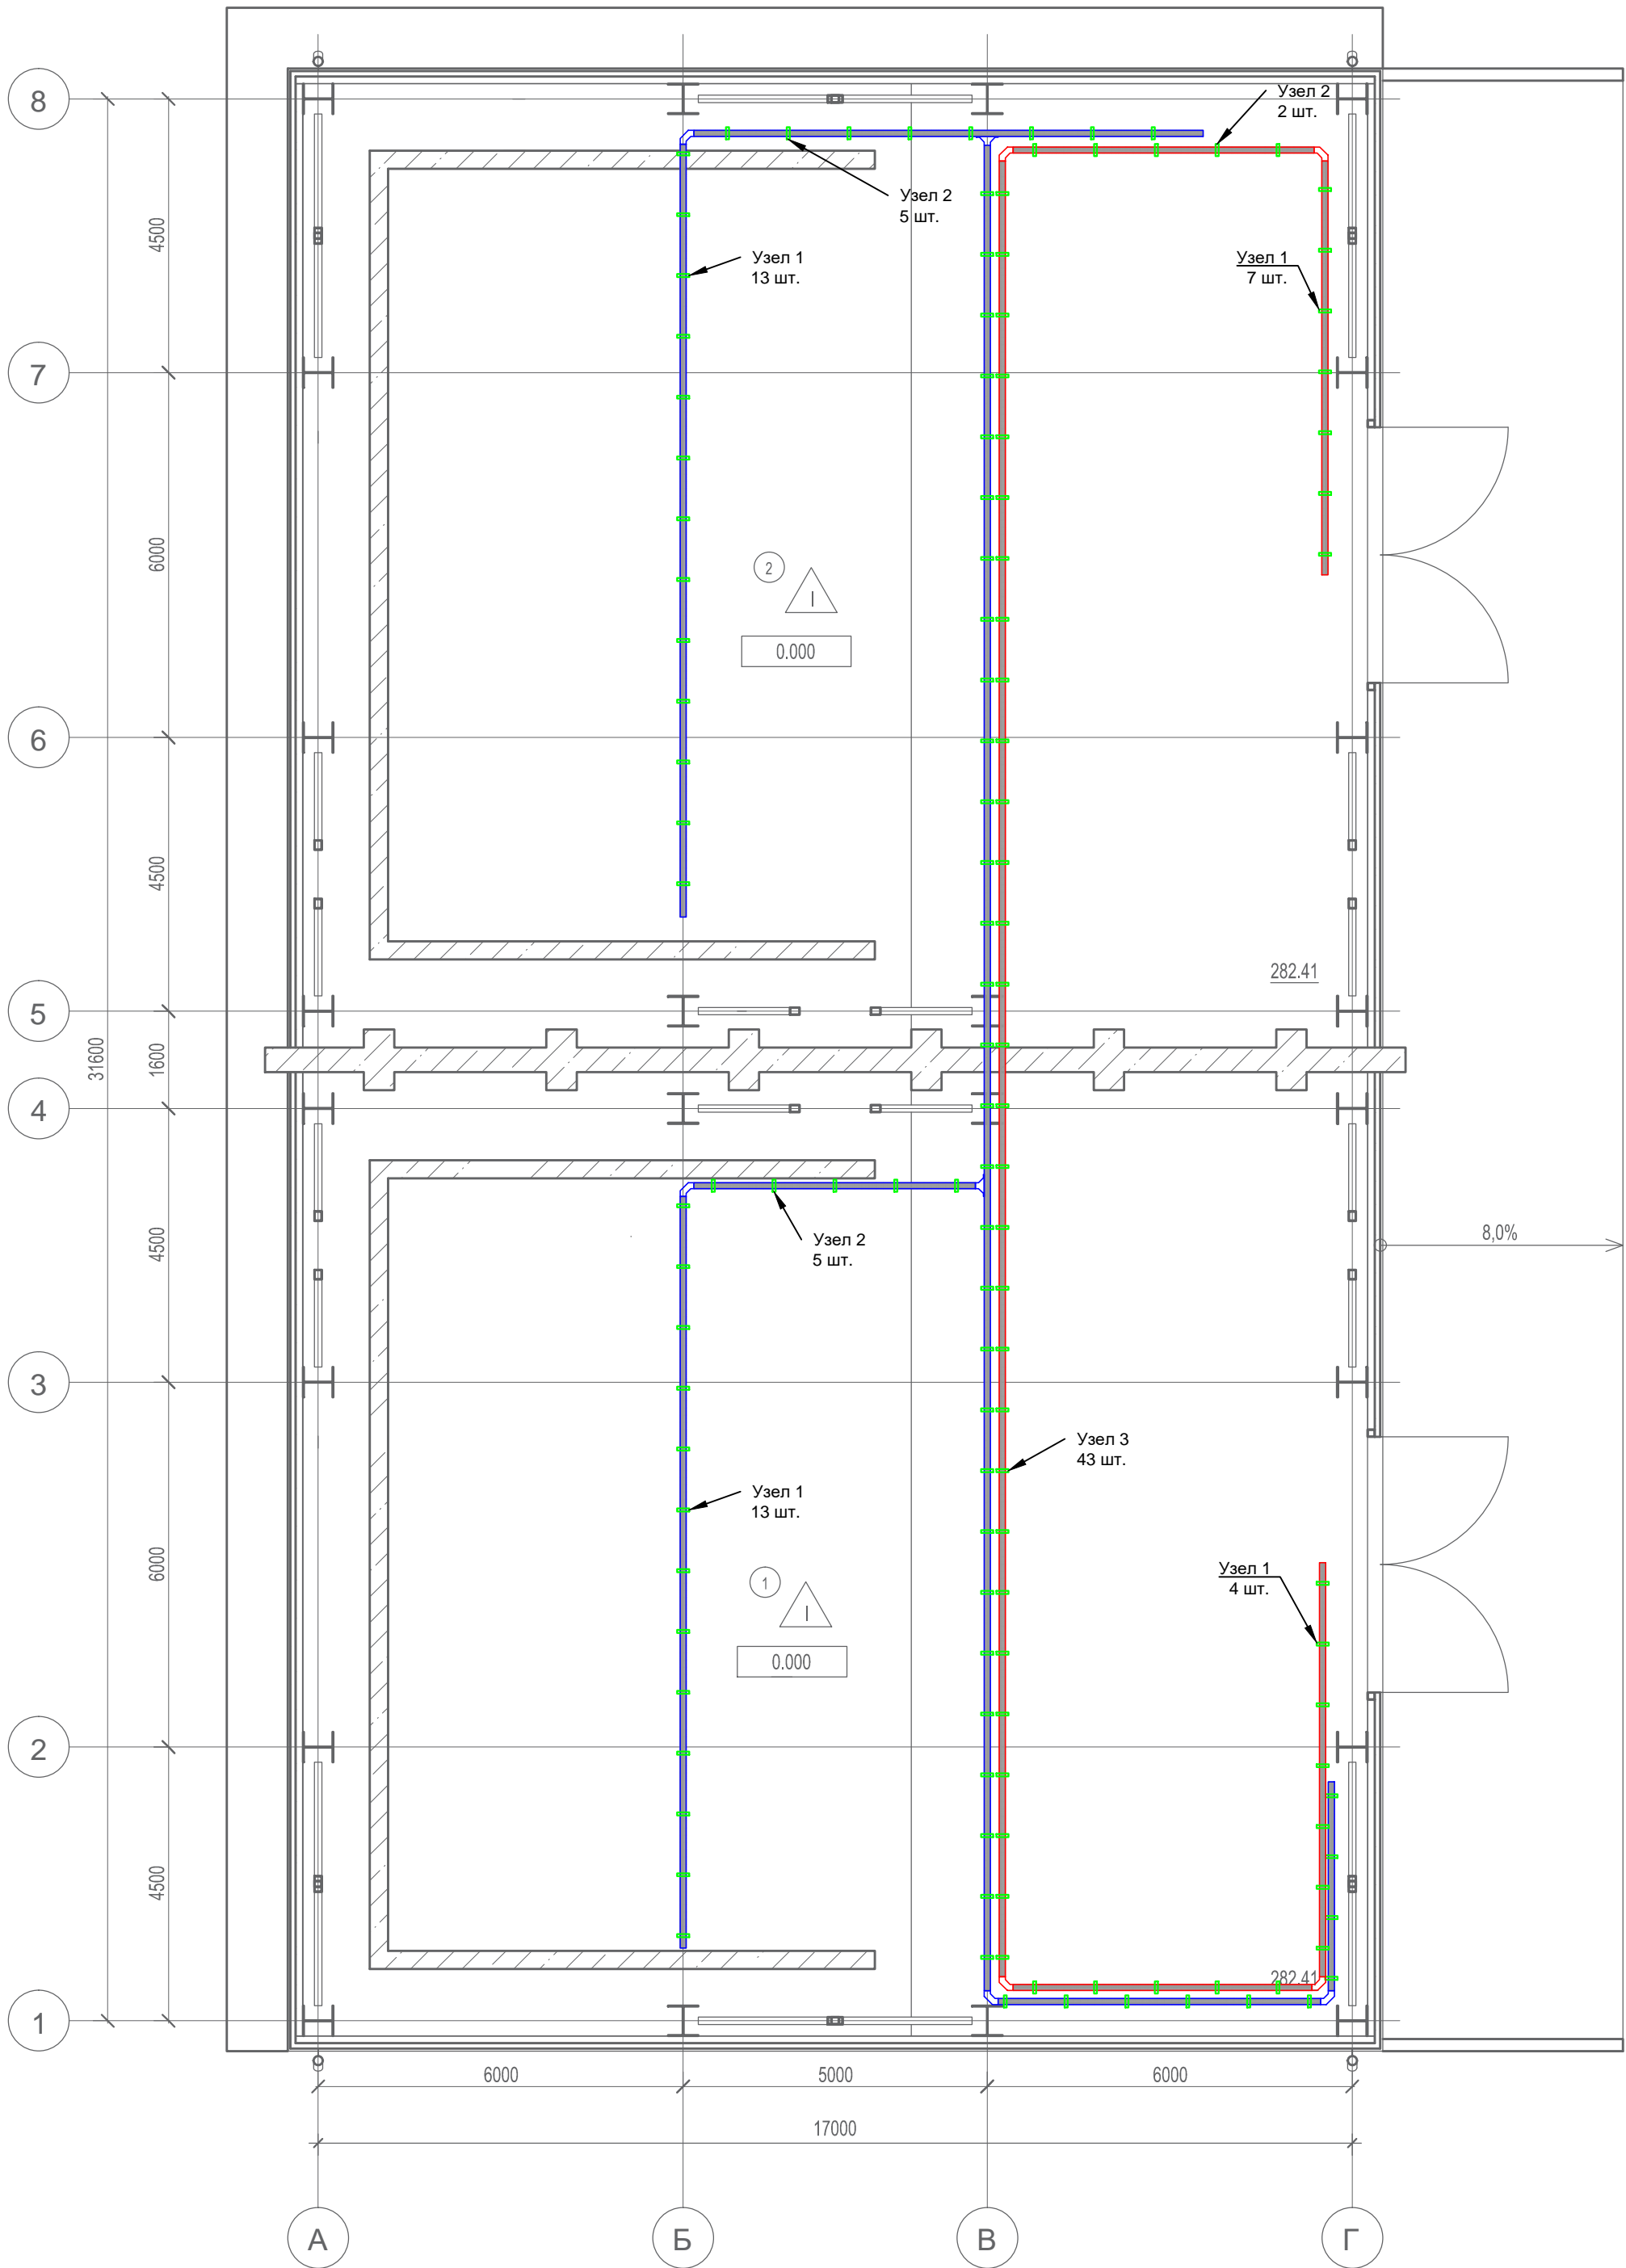 8
Узел 2
2 шт.
Узел 2
5 шт.
4500
Узел 1
13 шт.
Узел 1
7 шт.
7
6000
2
I
0.000
6
4500
282.41
5
31600
1600
4
4500
Узел 2
5 шт.
8,0%
3
Узел 3
43 шт.
Узел 1
13 шт.
6000
Узел 1
4 шт.
1
I
0.000
2
4500
282.41
1
6000
5000
6000
17000
А
Б
В
Г